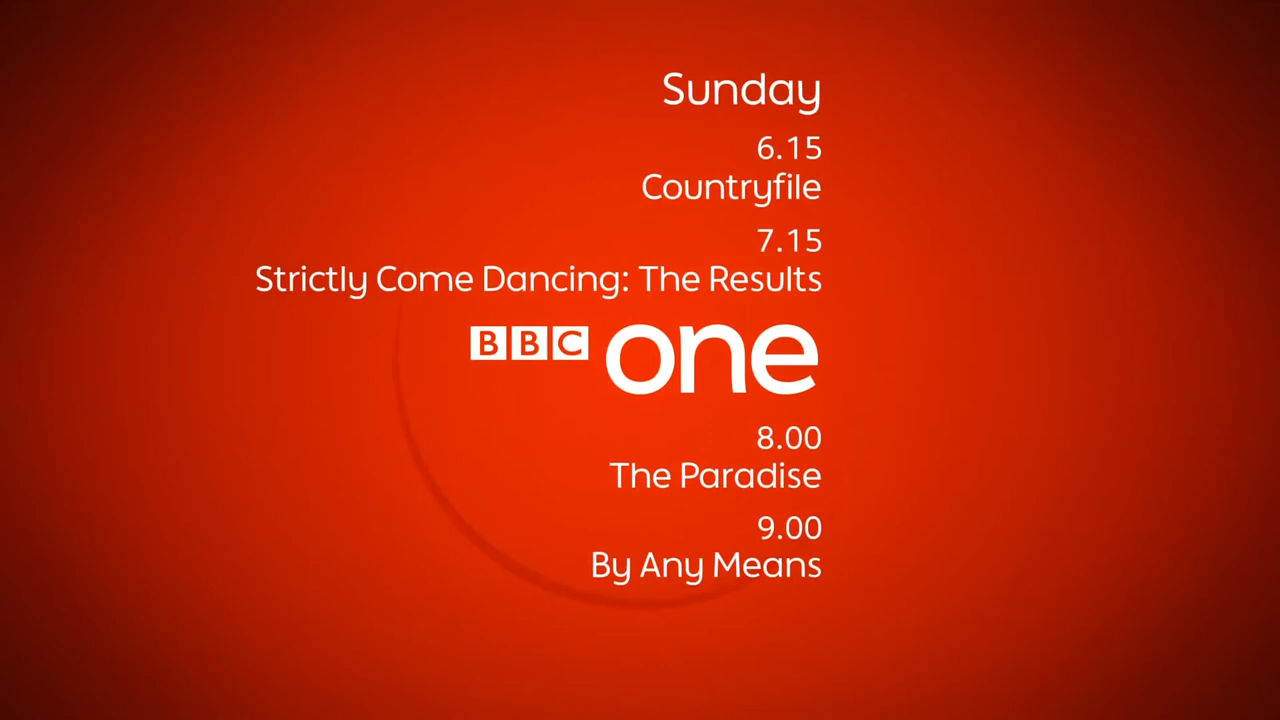 Sunday
6.15
Countryfile
7.15
Strictly Come Dancing: The Results
BBC one
8.00
The Paradise
9.00
By Any Means